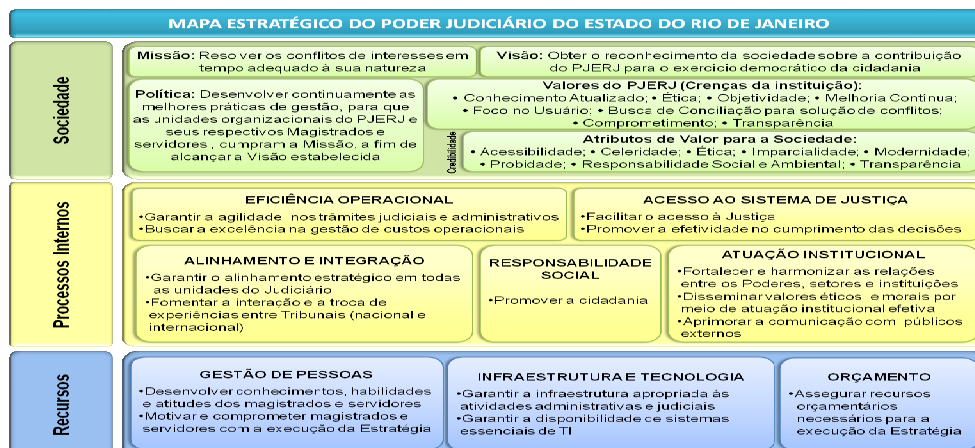 MAPA ESTRATÉGICO DO PODER JUDICIÁRIO DO ESTADO DO RIO DE JANEIRO
Sociedade
Missão: Reso ver os conflitos de interesses em
tempo adequado à sua natureza
Visão: Obter o reconhecimento da sociedade sobre a contribuição
do PJERJ para o exercício democrático da cidadania
Política: Desenvolver continuamente as
melhores práticas de gestão, para que
as unidades organizacionais do PJERJ e
seus respectivos Magistrados e
servidores , cumpram a Missão, a fim de
alcançar a Visão estabelecida
Valores do PJERJ (Crenças da Instituição):
• Conhecimento Atualizado; • Ética; • Objetividade; • Melhoria Contínua;
• Foco no Usuário; • Busca de Conciliação para solução de conflitos;
• Comprometimento; • Transparência
Credibilidade
Atributos de Valor para a Sociedade:
• Acessibilidade; • Celeridade; • Ética; • Imparcialidade; • Modernidade;
• Probidade; • Responsabilidade Social e Ambiental; • Transparência
Processos Internos
EFICIÊNCIA OPERACIONAL
•Garantir a agilidade nos trâmites judiciais e administrativos
•Buscar a excelência na gestão de custos operacionais
ACESSO AO SISTEMA DE JUSTIÇA
•Facilitar o acesso à Justiça
•Promover a efetividade no cumprimento das decisões
ALINHAMENTO E INTEGRAÇÃO
•Garantir o alinhamento estratégico em todas
as unidades do Judiciário
•Fomentar a interação e a troca de
experiências entre Tribunais (nacional e
internacional)
RESPONSABILIDADE
SOCIAL
•Promover a cidadania
ATUAÇÃO INSTITUCIONAL
•Fortalecer e harmonizar as relações
entre os Poderes, setores e instituições
•Disseminar valores éticos e morais por
meio de atuação institucional efetiva
•Aprimorar a comunicação com públicos
externos
Recursos
GESTÃO DE PESSOAS
•Desenvolver conhecimentos, habilidades
e atitudes dos magistrados e servidores
•Motivar e comprometer magistrados e
servidores com a execução da Estratégia
INFRAESTRUTURA E TECNOLOGIA
•Garantir a infraestrutura apropriada às
atividades administrativas e judiciais
•Garantir a disponibilidade de sistemas
essenciais de TI
ORÇAMENTO
•Assegurar recursos
orçamentários
necessários para a
execução da Estratégia